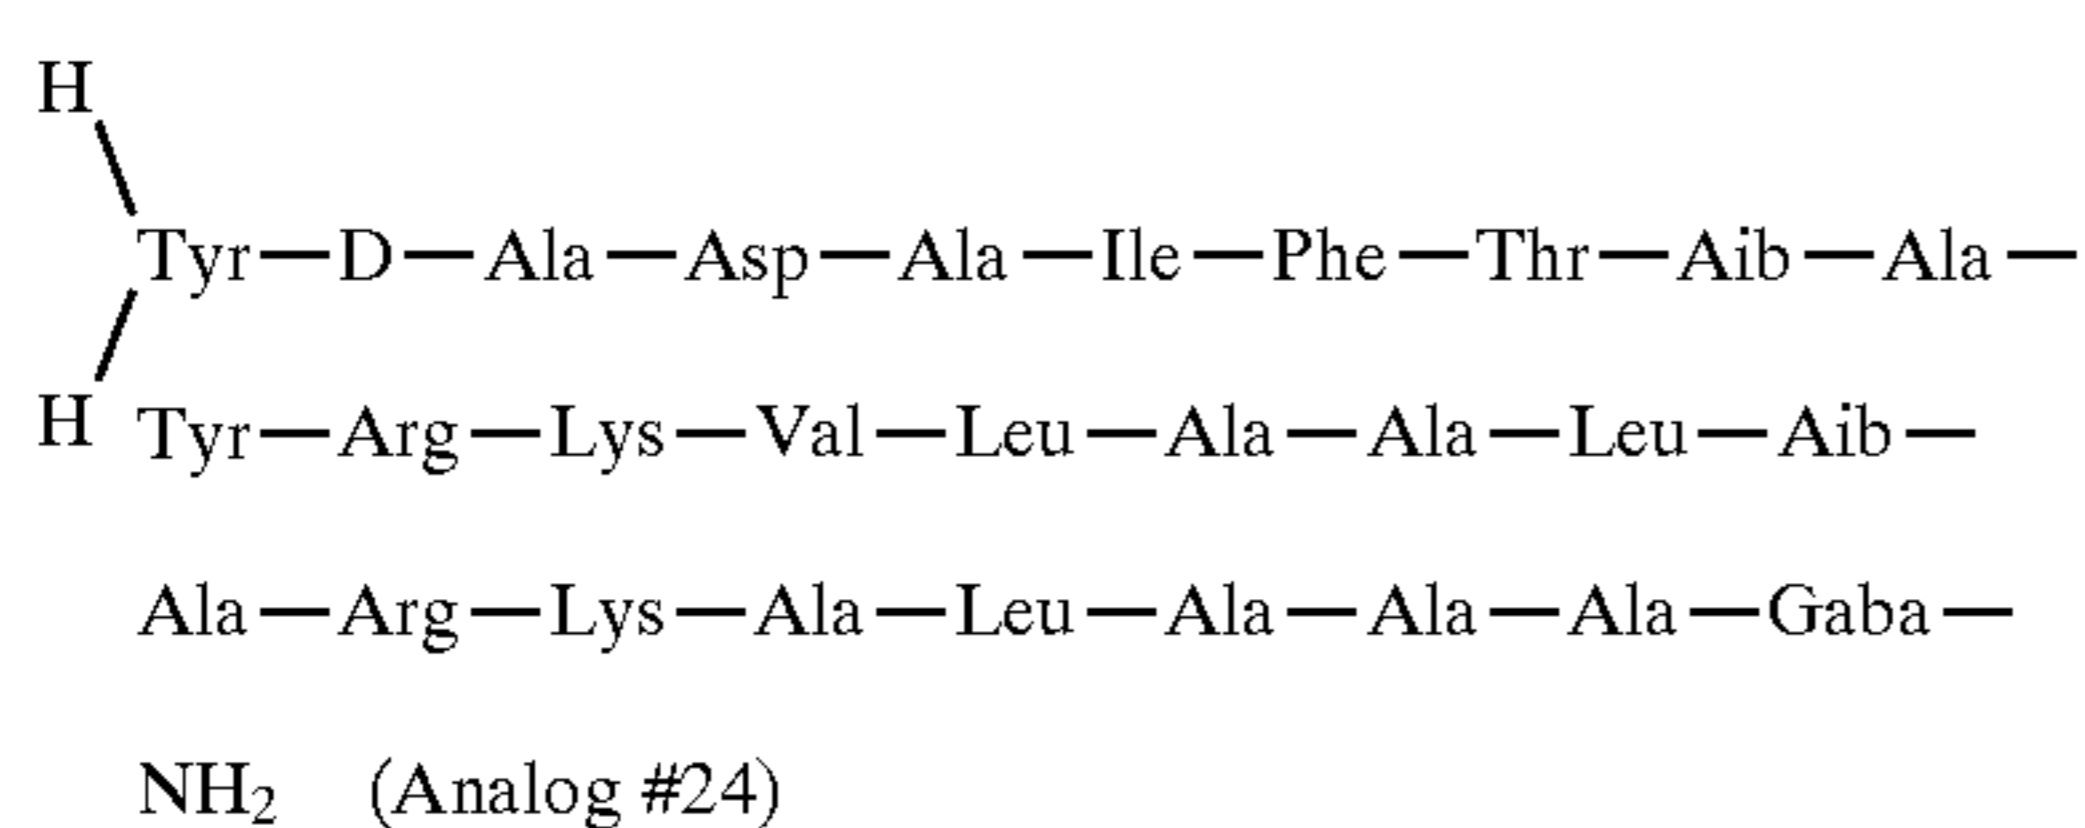 H
Tyr—D—Ala—Asp—Ala—Ile—Phe—Thr—Aib—Ala—
H Tyr—Arg—Lys—Val—Leu—Ala—Ala—Leu—Aib—
Ala—Arg—Lys—Ala—Leu—Ala—Ala—Ala—Gaba—
NH₂ (Analog #24)